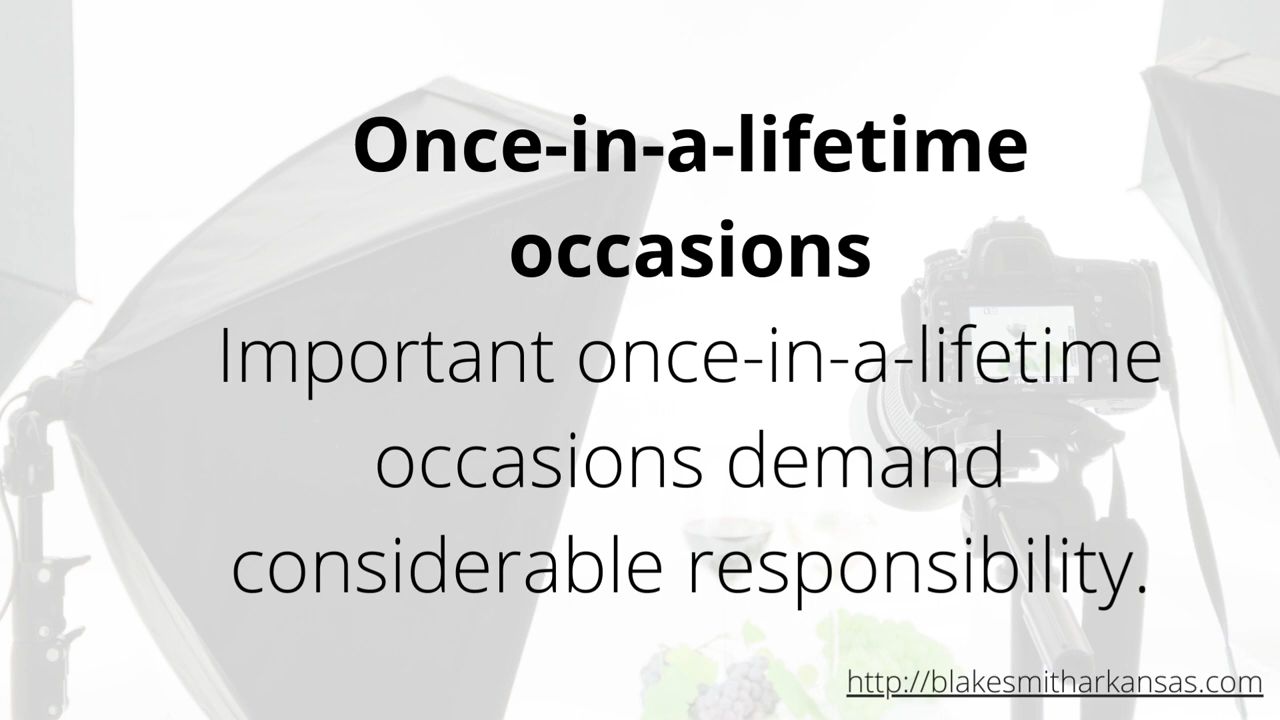 Once-in-a-lifetime
occasions
Important once-in-a-lifetime
occasions demand
considerable responsibility.
http://blakesmitharkansas.com